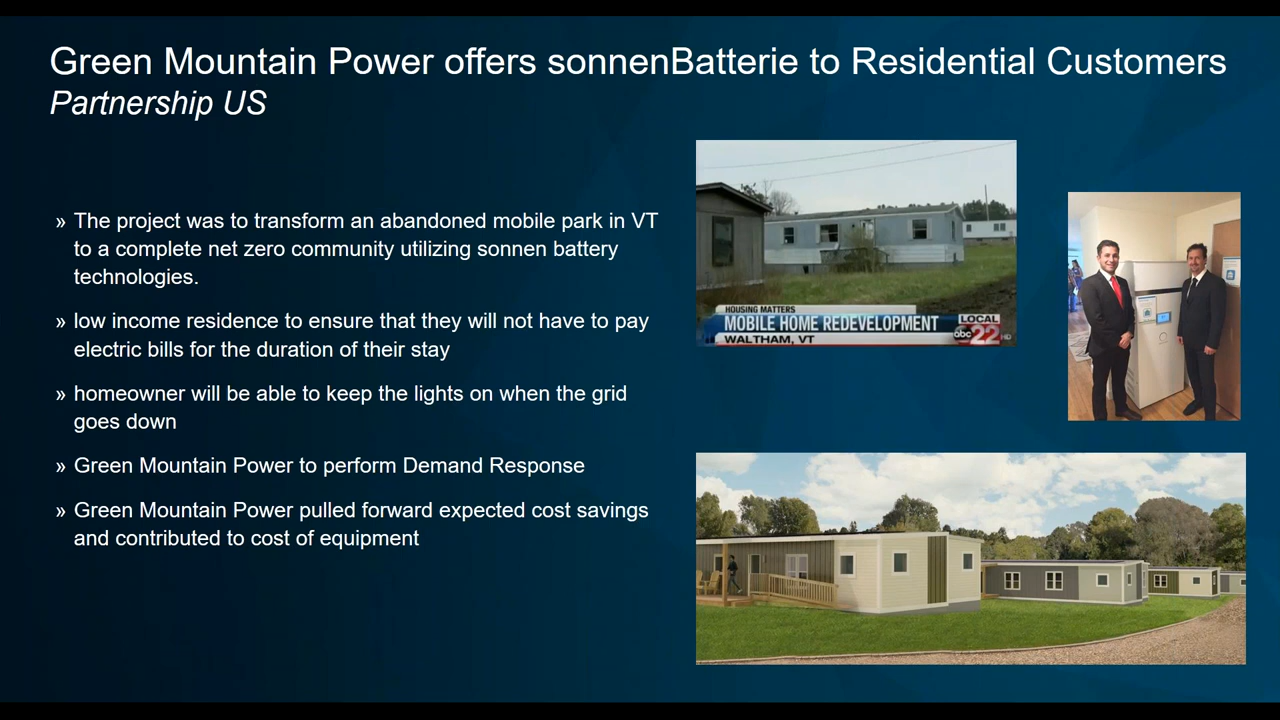 Green Mountain Power offers sonnenBatterie to Residential Customers
Partnership US
» The project was to transform an abandoned mobile park in VT
to a complete net zero community utilizing sonnen battery
technologies.
» low income residence to ensure that they will not have to pay
electric bills for the duration of their stay
» homeowner will be able to keep the lights on when the grid
goes down
» Green Mountain Power to perform Demand Response
» Green Mountain Power pulled forward expected cost savings
and contributed to cost of equipment
HOUSING MATTERS
MOBILE HOME REDEVELOPMENT
WALTHAM, VT
LOCAL
abc 22 HD